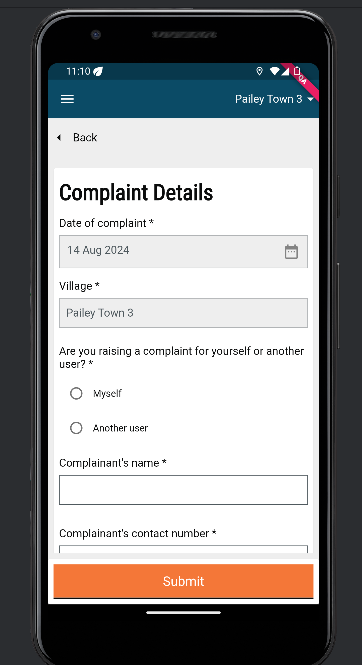 11:10
QA
Pailey Town 3
Back
Complaint Details
Date of complaint *
14 Aug 2024
Village *
Pailey Town 3
Are you raising a complaint for yourself or another
user? *
Myself
Another user
Complainant's name *
Complainant's contact number *
Submit